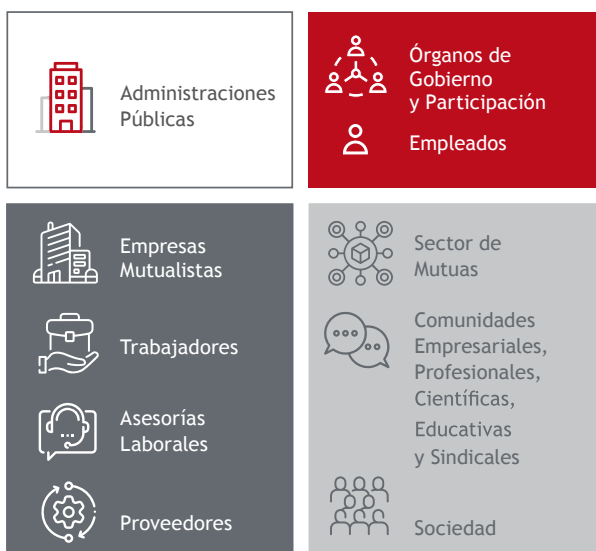 Administraciones
Públicas
Órganos de
Gobierno
y Participación
Empleados
Empresas
Mutualistas
Trabajadores
Asesorías
Laborales
Proveedores
Sector de
Mutuas
Comunidades
Empresariales,
Profesionales,
Científicas,
Educativas
y Sindicales
Sociedad